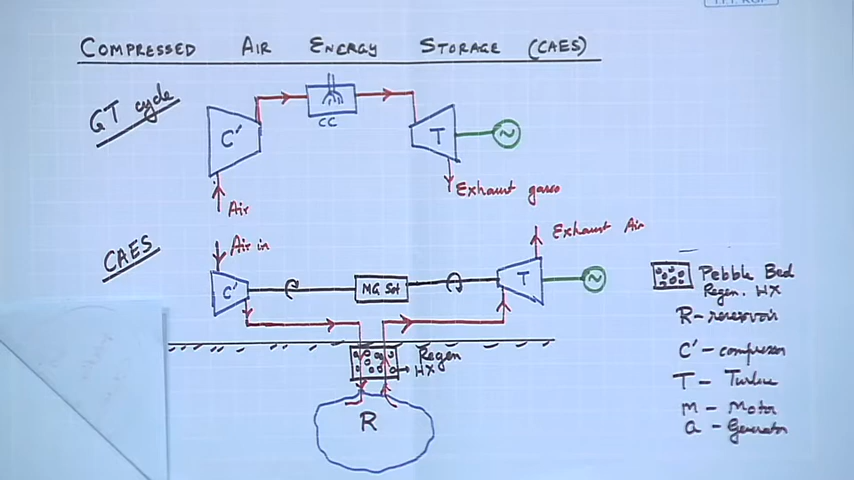 COMPRESSED AIR ENERGY STORAGE (CAES)
GT cycle
C'
CC
T
~
Air
Exhaust gases
CAES
Air in
Exhaust Air
C'
MG Set
T
~
Regen
HX
R
Pebble Bed
Regen. HX
R - reservoir
C' - compressor
T - Turbine
M - Motor
G - Generator